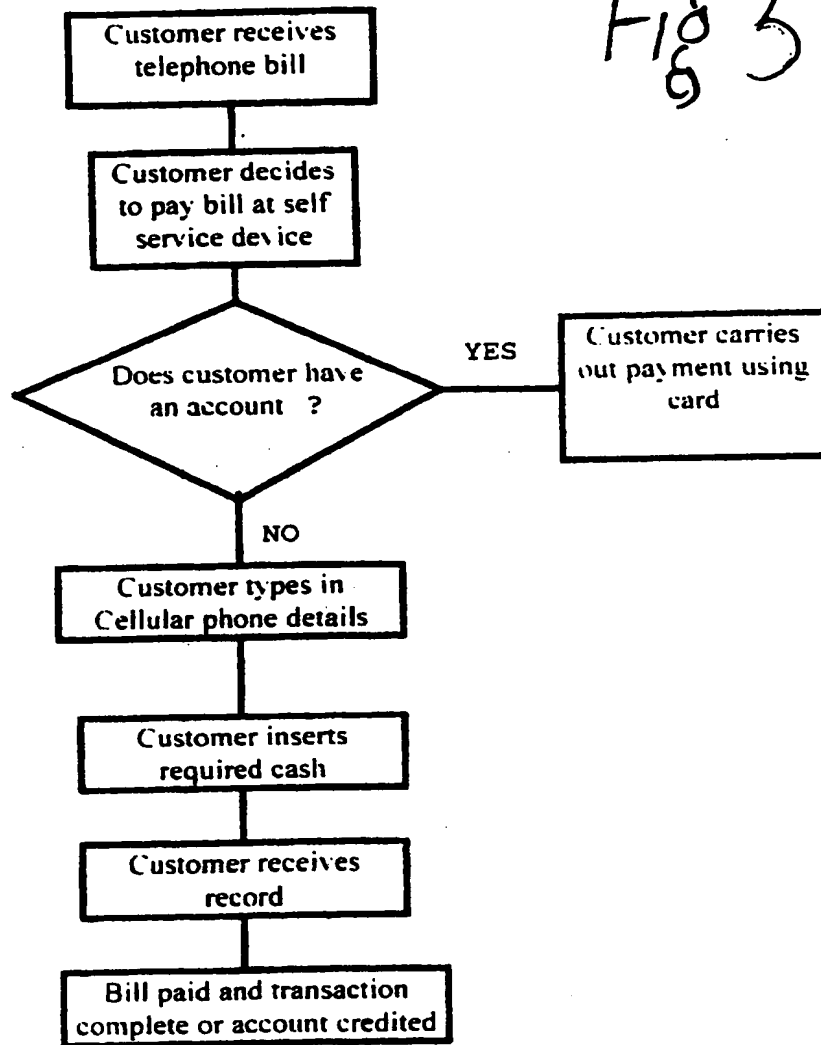 Fig 3
Customer receives
telephone bill
Customer decides
to pay bill at self
service device
Does customer have
an account ?
YES
Customer carries
out payment using
card
NO
Customer types in
Cellular phone details
Customer inserts
required cash
Customer receives
record
Bill paid and transaction
complete or account credited